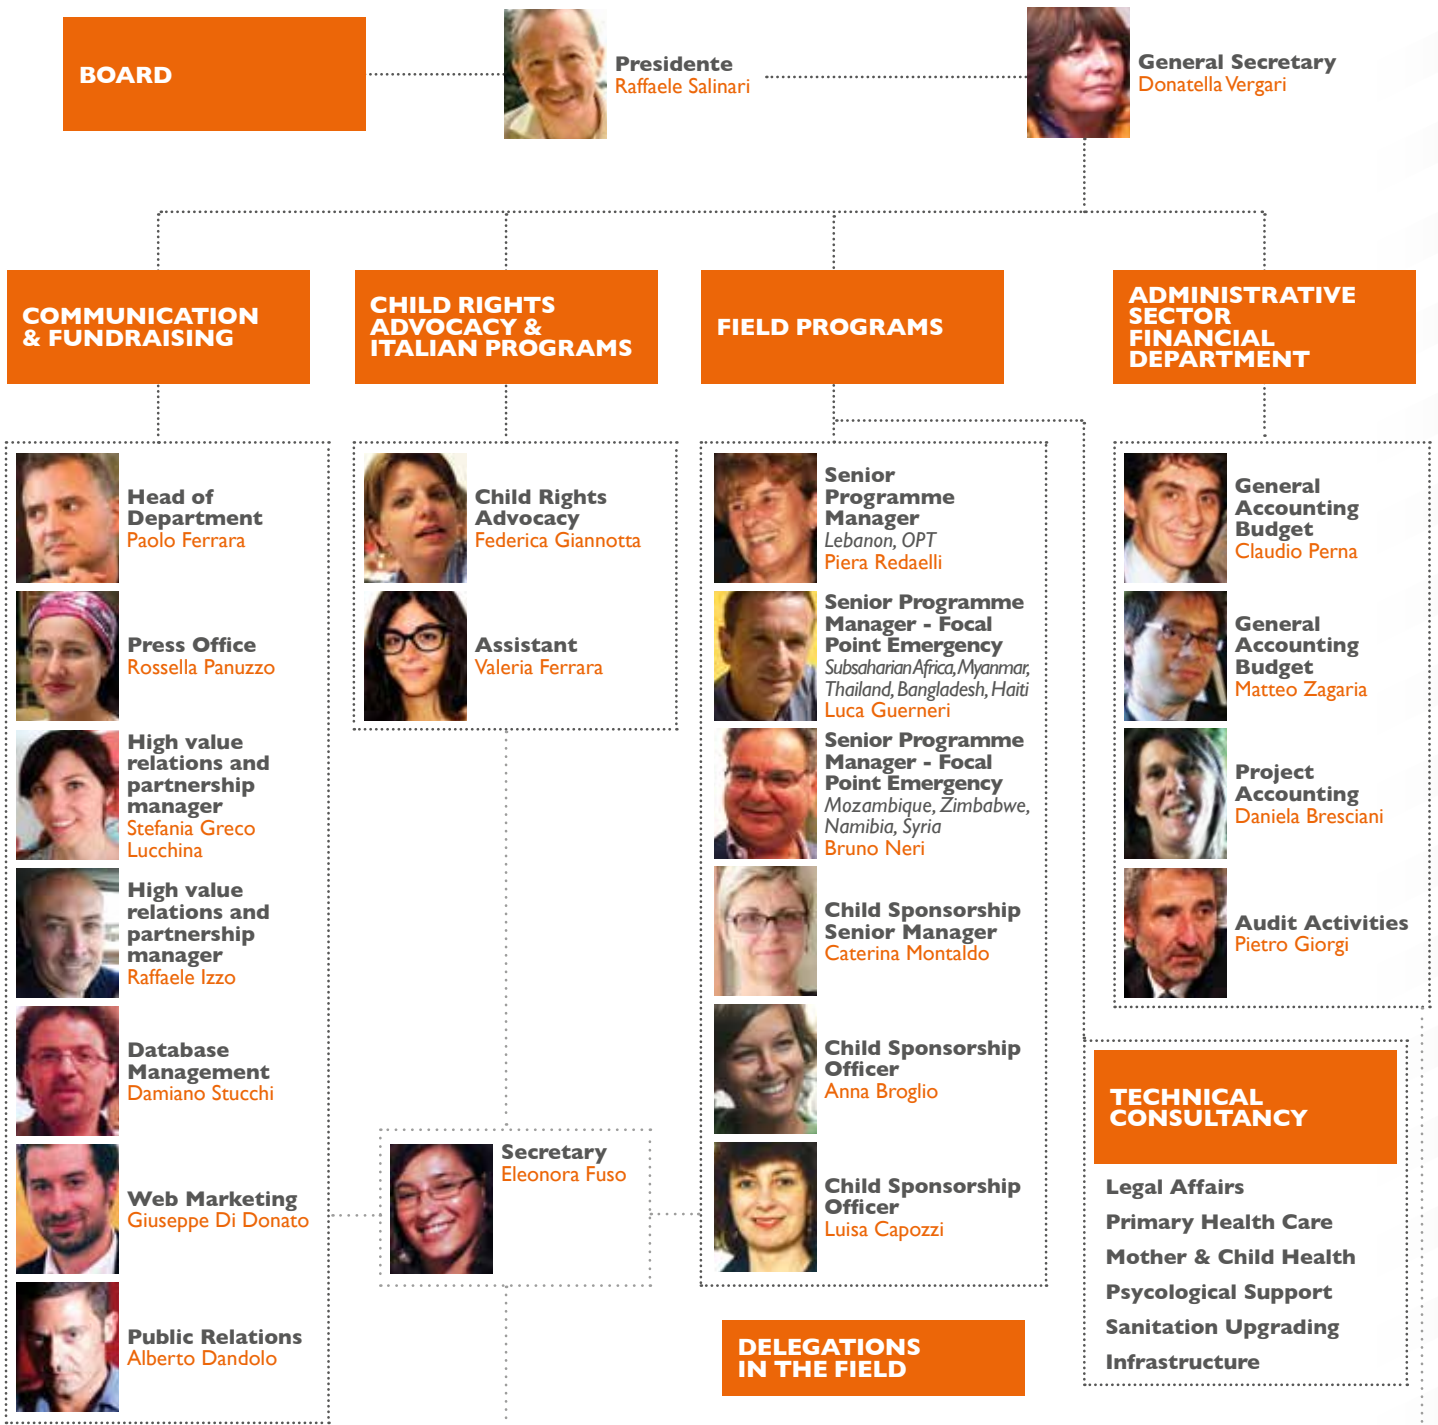 BOARD
Presidente
Raffaele Salinari
General Secretary
Donatella Vergari
COMMUNICATION
& FUNDRAISING
CHILD RIGHTS
ADVOCACY &
ITALIAN PROGRAMS
FIELD PROGRAMS
ADMINISTRATIVE
SECTOR
FINANCIAL
DEPARTMENT
Head of
Department
Paolo Ferrara
Press Office
Rossella Panuzzo
High value
relations and
partnership
manager
Stefania Greco
Lucchina
High value
relations and
partnership
manager
Raffaele Izzo
Database
Management
Damiano Stucchi
Web Marketing
Giuseppe Di Donato
Public Relations
Alberto Dandolo
Child Rights
Advocacy
Federica Giannotta
Assistant
Valeria Ferrara
Secretary
Eleonora Fuso
Senior
Programme
Manager
Lebanon, OPT
Piera Redaelli
Senior Programme
Manager - Focal
Point Emergency
Subsaharian Africa, Myanmar,
Thailand, Bangladesh, Haiti
Luca Guerneri
Senior Programme
Manager - Focal
Point Emergency
Mozambique, Zimbabwe,
Namibia, Syria
Bruno Neri
Child Sponsorship
Senior Manager
Caterina Montaldo
Child Sponsorship
Officer
Anna Broglio
Child Sponsorship
Officer
Luisa Capozzi
DELEGATIONS
IN THE FIELD
General
Accounting
Budget
Claudio Perna
General
Accounting
Budget
Matteo Zagaria
Project
Accounting
Daniela Bresciani
Audit Activities
Pietro Giorgi
TECHNICAL
CONSULTANCY
Legal Affairs
Primary Health Care
Mother & Child Health
Psycological Support
Sanitation Upgrading
Infrastructure